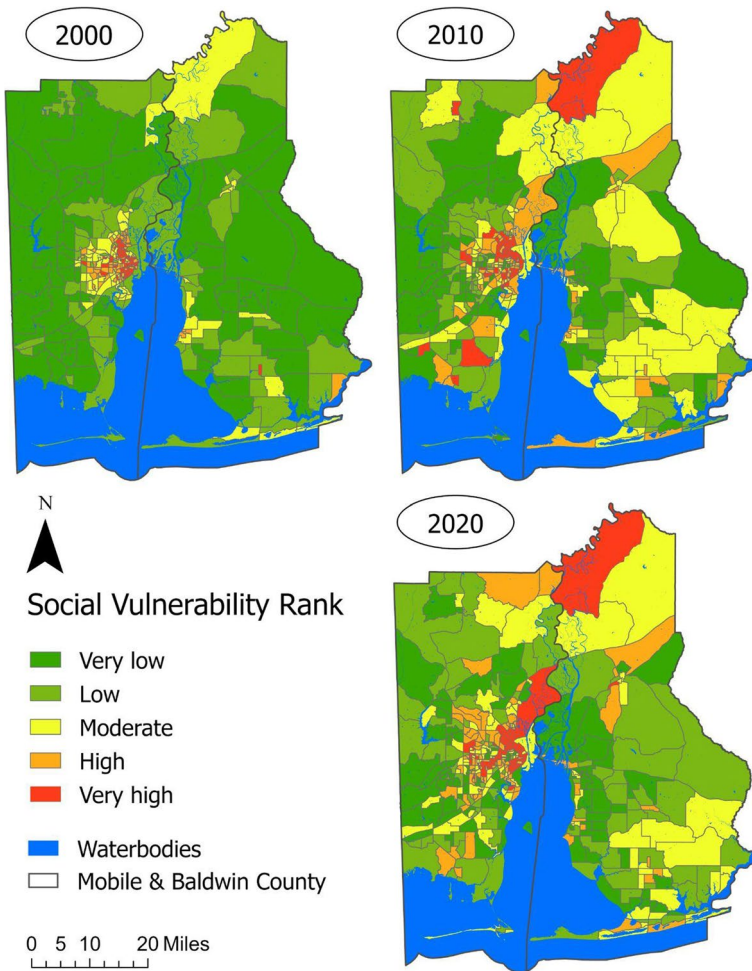 2000
2010
N
2020
Social Vulnerability Rank
Very low
Low
Moderate
High
Very high
Waterbodies
Mobile & Baldwin County
0 5 10 20 Miles